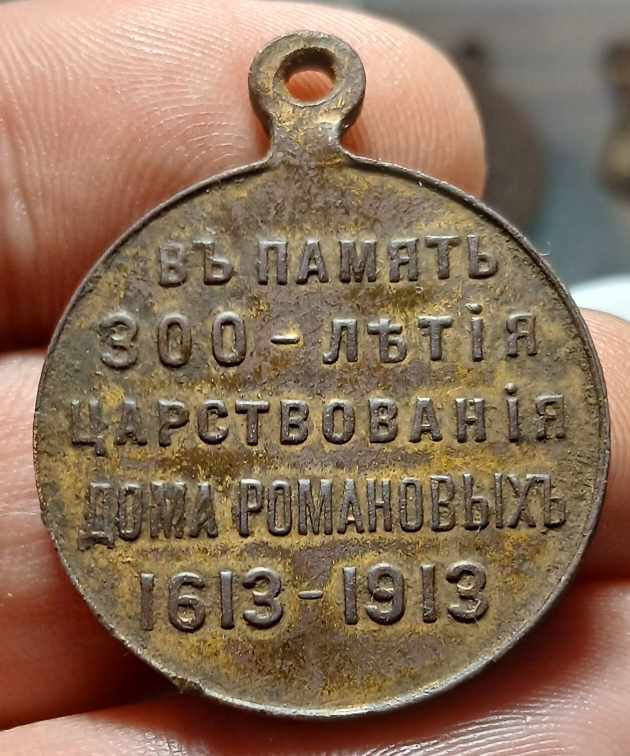 ВЪ ПАМЯТЬ
300-ЛѢТІЯ
ЦАРСТВОВАНІЯ
ДОМА РОМАНОВЫХЪ
1613-1913